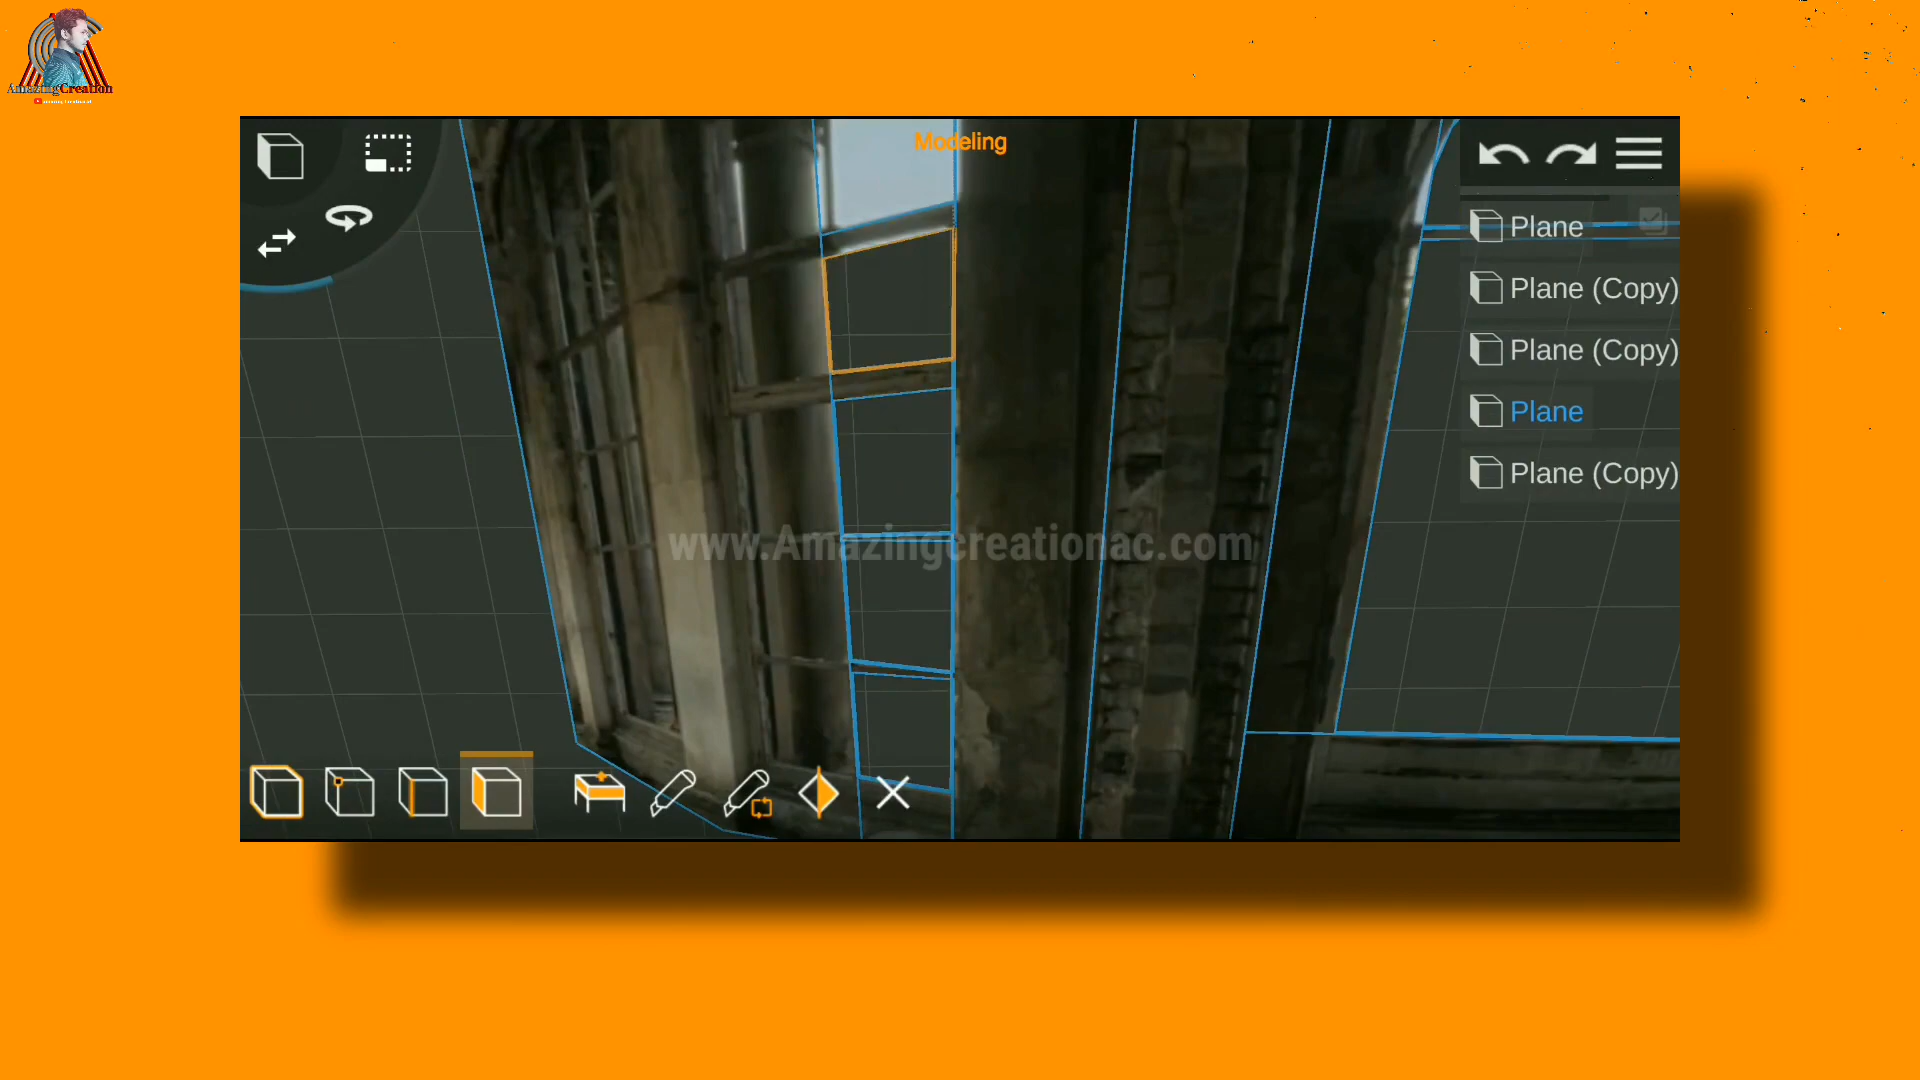 AmazingCreation
Modeling
Plane
Plane (Copy)
Plane (Copy)
Plane
Plane (Copy)
www.Amazingcreationac.com